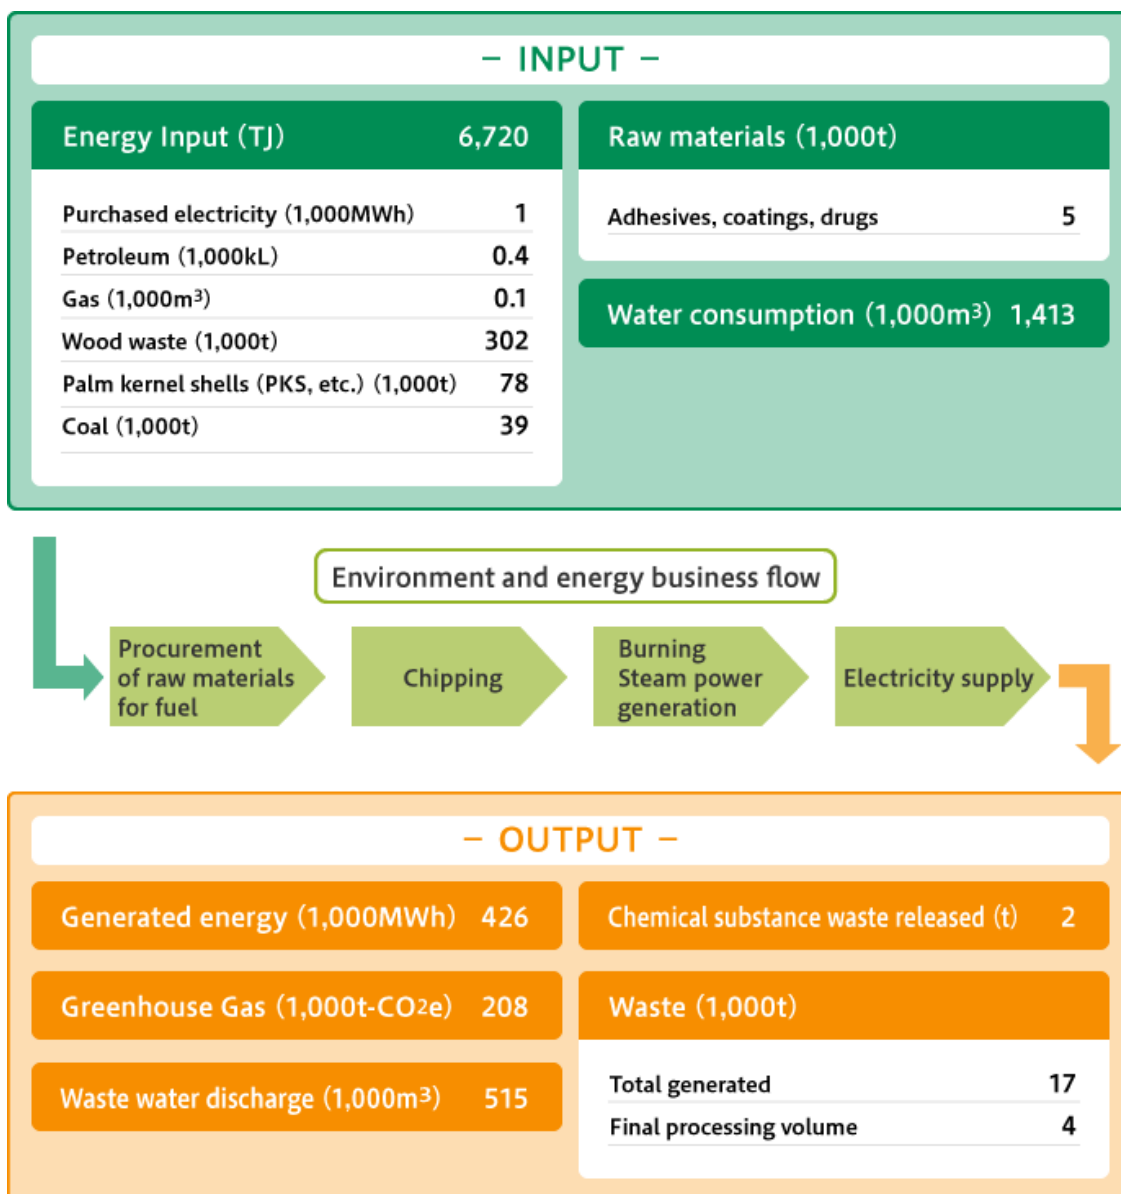 – INPUT –
Energy Input (TJ) 6,720
Purchased electricity (1,000MWh) 1
Petroleum (1,000kL) 0.4
Gas (1,000m³) 0.1
Wood waste (1,000t) 302
Palm kernel shells (PKS, etc.) (1,000t) 78
Coal (1,000t) 39
Raw materials (1,000t)
Adhesives, coatings, drugs 5
Water consumption (1,000m³) 1,413
Environment and energy business flow
Procurement
of raw materials
for fuel
Chipping
Burning
Steam power
generation
Electricity supply
– OUTPUT –
Generated energy (1,000MWh) 426
Greenhouse Gas (1,000t-CO2e) 208
Waste water discharge (1,000m³) 515
Chemical substance waste released (t) 2
Waste (1,000t)
Total generated 17
Final processing volume 4